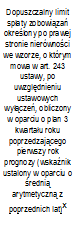 Dopuszczalny limit
spłaty zobowiązań
określony po prawej
stronie nierówności
we wzorze, o którym
mowa w art. 243
ustawy, po
uwzględnieniu
ustawowych
wyłączeń, obliczony
w oparciu o plan 3
kwartału roku
poprzedzającego
pierwszy rok
prognozy (wskaźnik
ustalony w oparciu o
średnią
arytmetyczną z
poprzednich lat)x